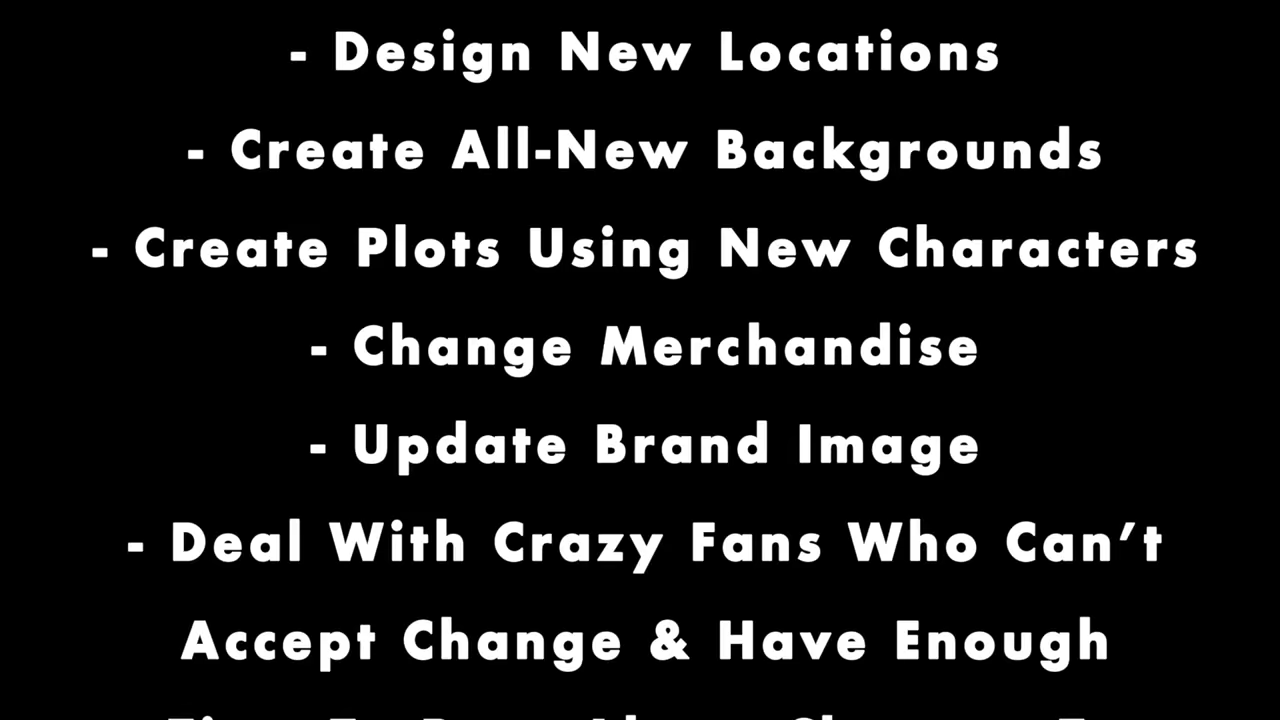 - Design New Locations
- Create All-New Backgrounds
- Create Plots Using New Characters
- Change Merchandise
- Update Brand Image
- Deal With Crazy Fans Who Can’t
Accept Change & Have Enough